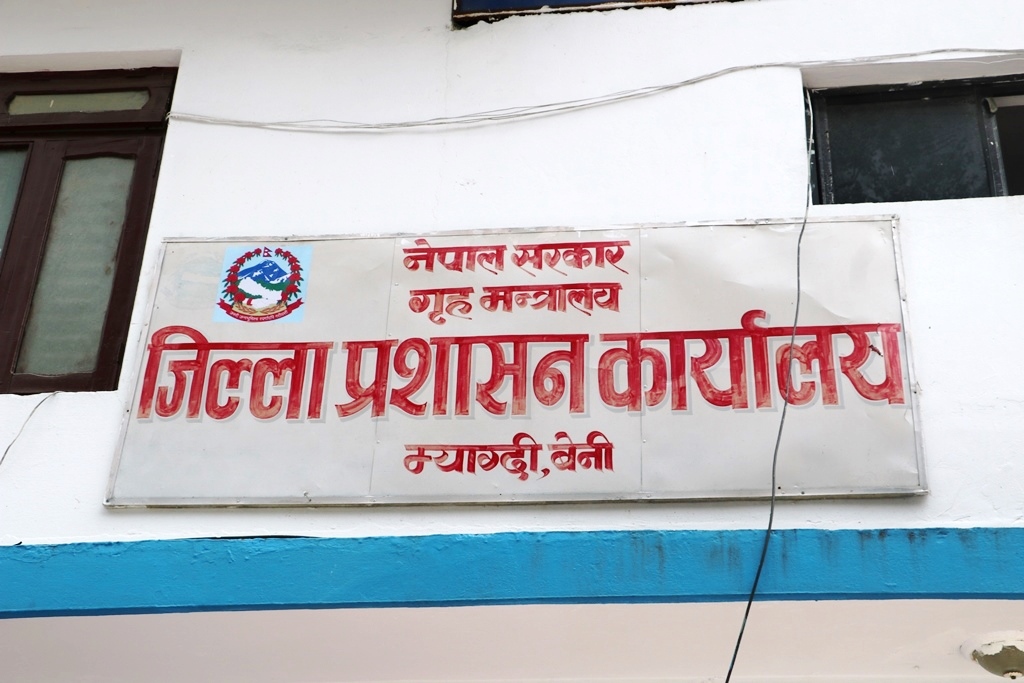 नेपाल सरकार
गृह मन्त्रालय
जिल्ला प्रशासन कार्यालय
म्याग्दी, बेनी